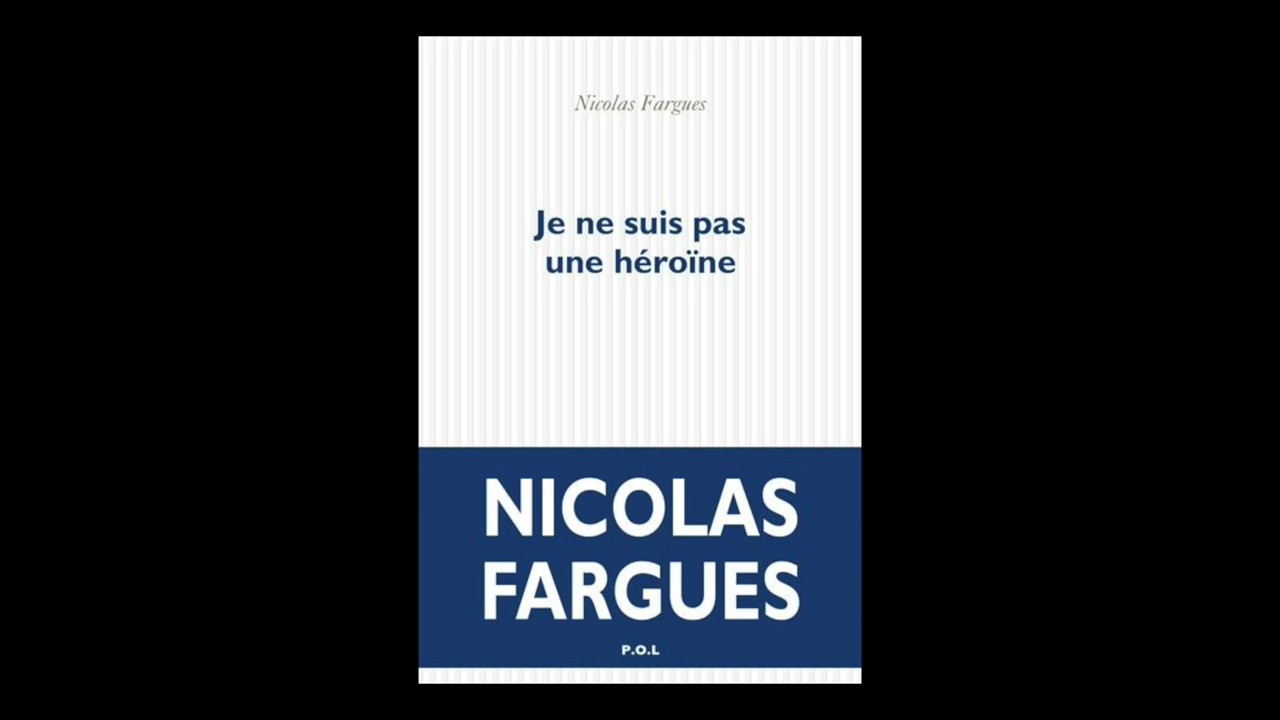 Nicolas Fargues
Je ne suis pas
une héroïne
NICOLAS
FARGUES
P.O.L